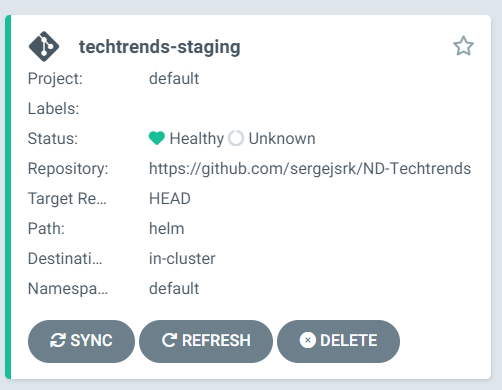 techtrends-staging
Project: default
Labels:
Status: Healthy Unknown
Repository: https://github.com/sergejsrk/ND-Techtrends
Target Re... HEAD
Path: helm
Destinati... in-cluster
Namespa... default
SYNC REFRESH DELETE